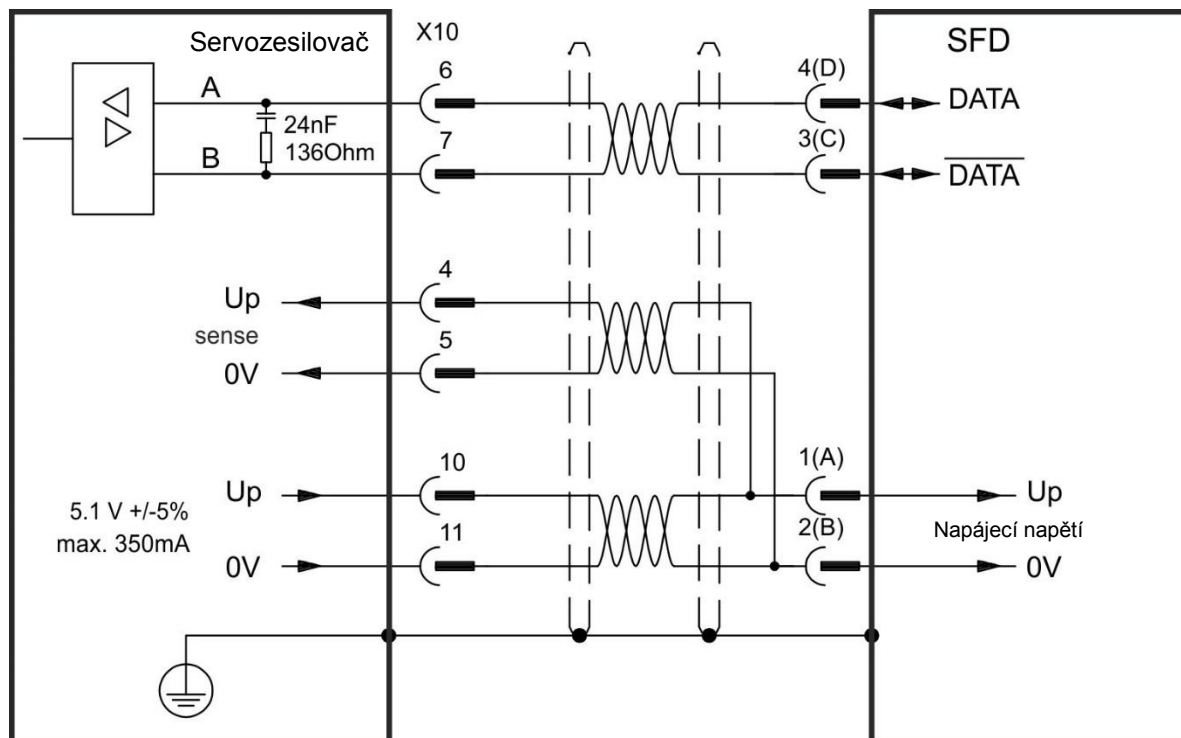 Servozesilovač
X10
SFD
A
6
4(D)
DATA
24nF
136Ohm
B
7
3(C)
DATA
Up
4
sense
0V
5
Up
10
1(A)
Up
5.1 V +/-5%
max. 350mA
11
2(B)
Napájecí napětí
0V
0V